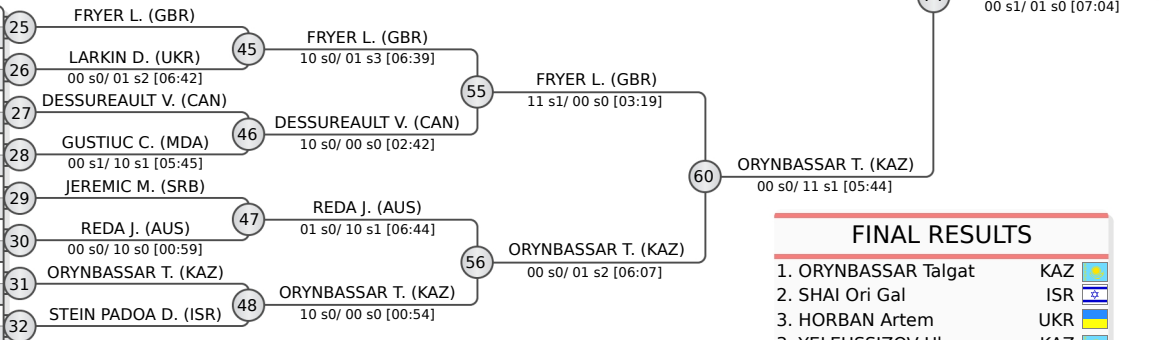 00 s1/ 01 s0 [07:04]
25
FRYER L. (GBR)
26
LARKIN D. (UKR)
00 s0/ 01 s2 [06:42]
45
FRYER L. (GBR)
10 s0/ 01 s3 [06:39]
27
DESSUREAULT V. (CAN)
28
GUSTIUC C. (MDA)
00 s1/ 10 s1 [05:45]
46
DESSUREAULT V. (CAN)
10 s0/ 00 s0 [02:42]
55
FRYER L. (GBR)
11 s1/ 00 s0 [03:19]
29
JEREMIC M. (SRB)
30
REDA J. (AUS)
00 s0/ 10 s0 [00:59]
47
REDA J. (AUS)
01 s0/ 10 s1 [06:44]
31
ORYNBASSAR T. (KAZ)
32
STEIN PADOA D. (ISR)
48
ORYNBASSAR T. (KAZ)
10 s0/ 00 s0 [00:54]
56
ORYNBASSAR T. (KAZ)
00 s0/ 01 s2 [06:07]
60
ORYNBASSAR T. (KAZ)
00 s0/ 11 s1 [05:44]
FINAL RESULTS
1. ORYNBASSAR Talgat KAZ
2. SHAI Ori Gal ISR
3. HORBAN Artem UKR